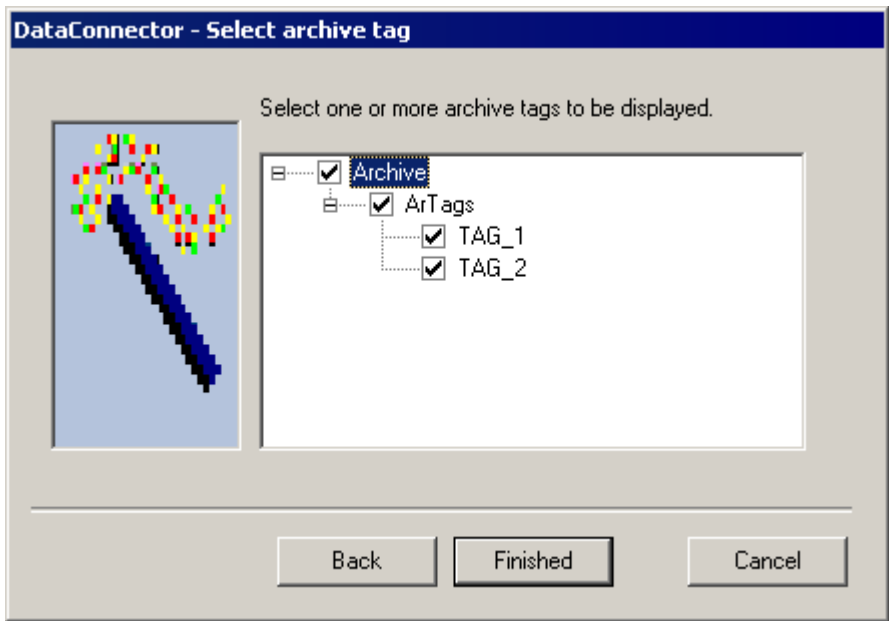 DataConnector - Select archive tag
Select one or more archive tags to be displayed.
Archive
ArTags
TAG_1
TAG_2
Back Finished Cancel